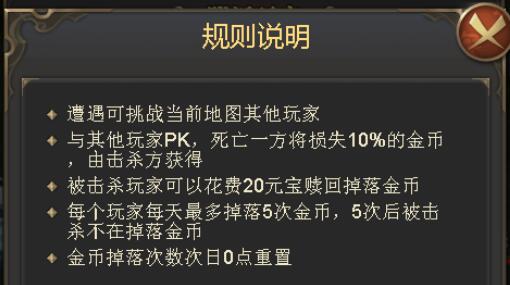 规则说明
遭遇可挑战当前地图其他玩家
与其他玩家PK，死亡一方将损失10%的金币
，由击杀方获得
被击杀玩家可以花费20元宝赎回掉落金币
每个玩家每天最多掉落5次金币，5次后被击
杀不在掉落金币
金币掉落次数次日0点重置